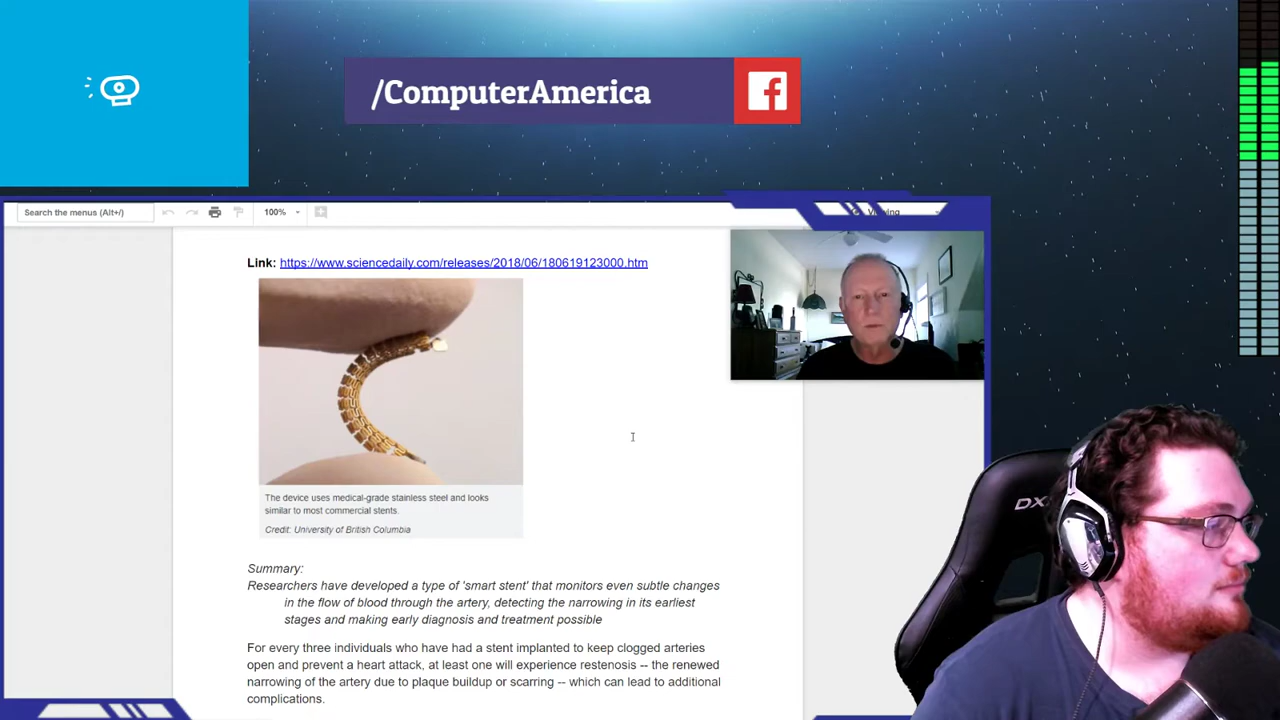 /ComputerAmerica
Search the menus (Alt+/)
100%
Link: https://www.sciencedaily.com/releases/2018/06/180619123000.htm
The device uses medical-grade stainless steel and looks
similar to most commercial stents.
Credit: University of British Columbia
Summary:
Researchers have developed a type of 'smart stent' that monitors even subtle changes
in the flow of blood through the artery, detecting the narrowing in its earliest
stages and making early diagnosis and treatment possible
For every three individuals who have had a stent implanted to keep clogged arteries
open and prevent a heart attack, at least one will experience restenosis -- the renewed
narrowing of the artery due to plaque buildup or scarring -- which can lead to additional
complications.